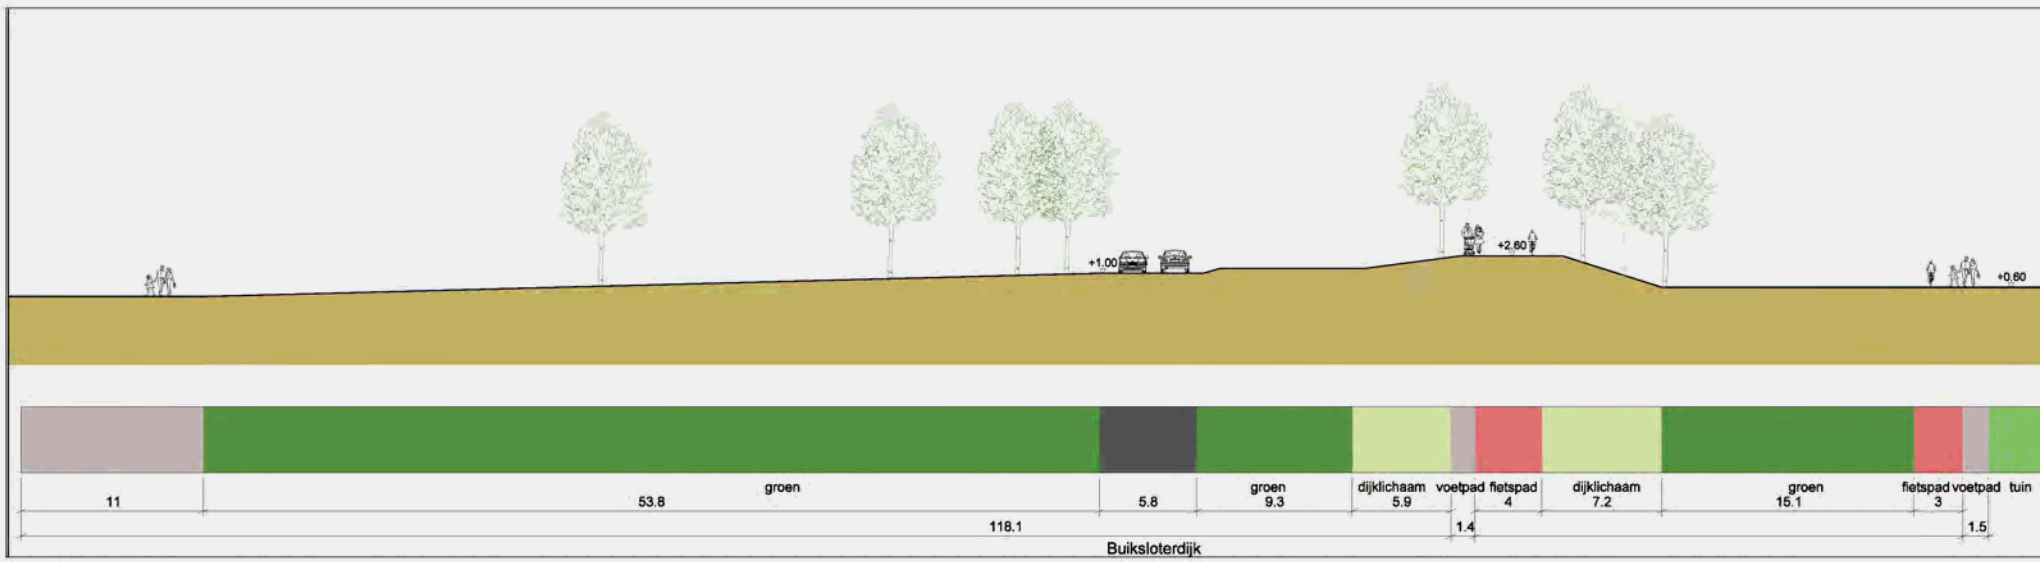 +1.00
+2.60
+0.60
groen groen dijklichaam voetpad fietspad dijklichaam groen fietspad voetpad tuin
11 53.8 5.8 9.3 5.9 4 7.2 15.1 3
118.1 1.4 1.5
Buiksloterdijk